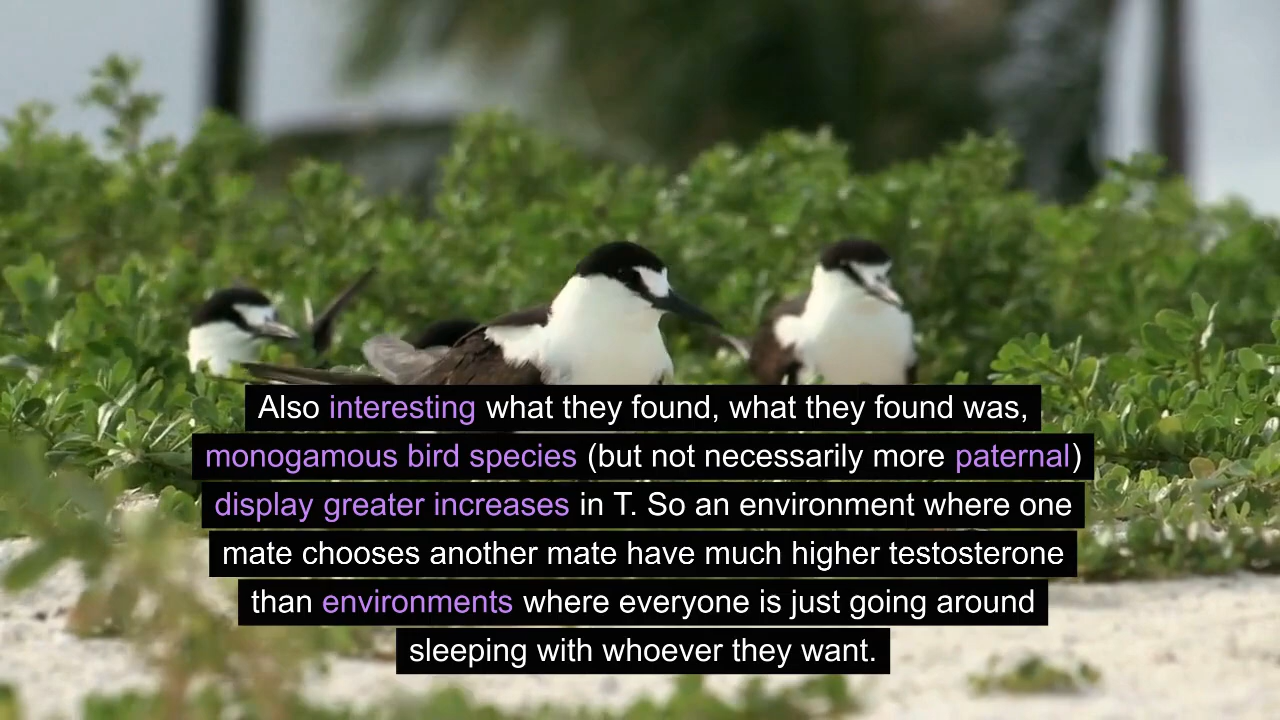 Also interesting what they found, what they found was,
monogamous bird species (but not necessarily more paternal)
display greater increases in T. So an environment where one
mate chooses another mate have much higher testosterone
than environments where everyone is just going around
sleeping with whoever they want.